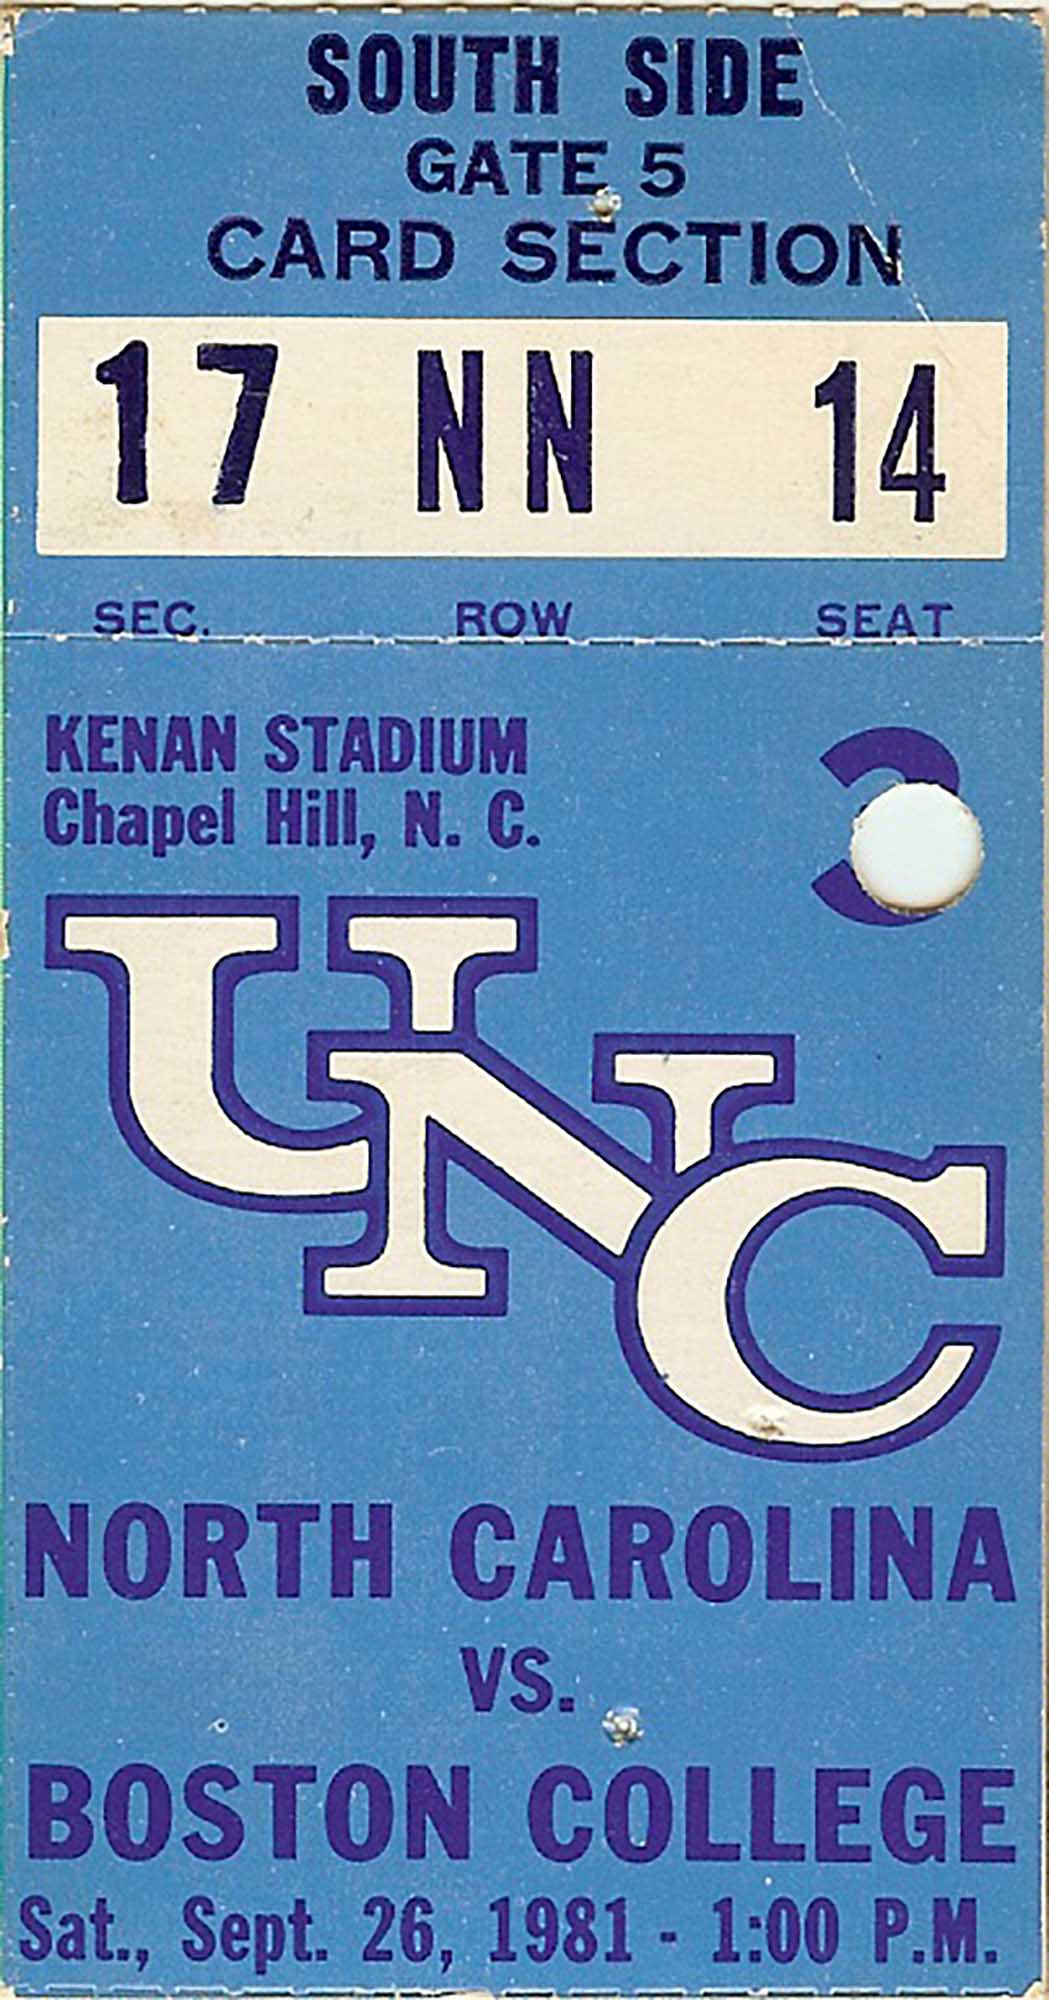 SOUTH SIDE
GATE 5
CARD SECTION
17 NN 14
SEC. ROW SEAT
KENAN STADIUM
Chapel Hill, N. C.
UNC
NORTH CAROLINA
VS.
BOSTON COLLEGE
Sat., Sept. 26, 1981 - 1:00 P.M.